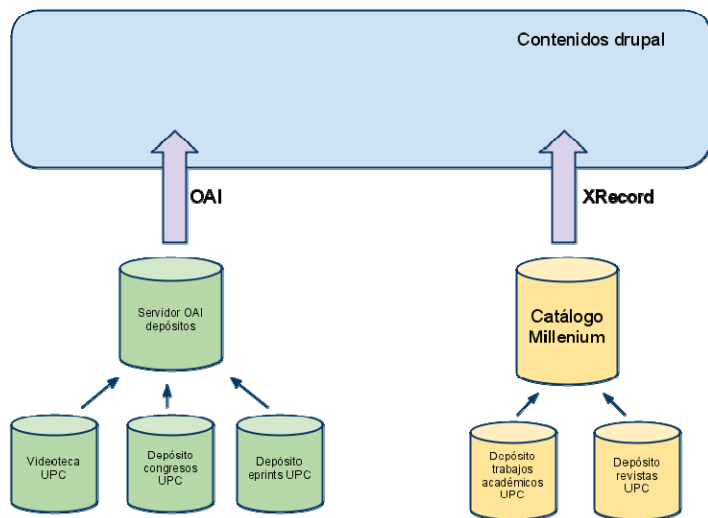 Contenidos drupal
OAI
XRecord
Servidor OAI
depósitos
Catálogo
Millenium
Videoteca
UPC
Depósito
congresos
UPC
Depósito
eprints UPC
Depósito
trabajos
académicos
UPC
Depósito
revistas
UPC